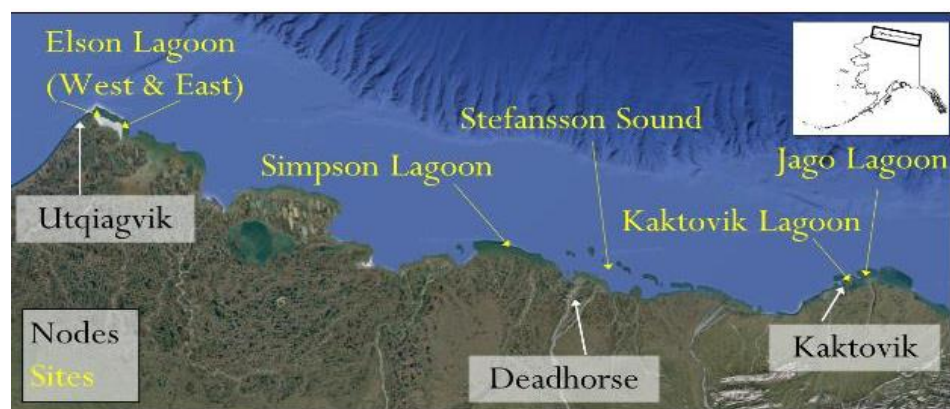 Elson Lagoon
(West & East)
Stefansson Sound
Jago Lagoon
Simpson Lagoon
Kaktovik Lagoon
Utqiagvik
Nodes
Sites
Deadhorse
Kaktovik